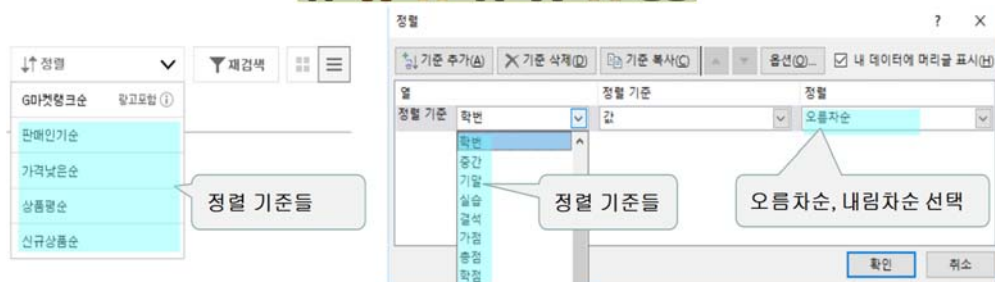 정렬
? X
↓↑ 정렬
재검색
G마켓랭크순 광고포함 ⓘ
판매인기순
가격낮은순
상품평순
신규상품순
정렬 기준들
기준 추가(A) 기준 삭제(D) 기준 복사(C) 옵션(O)... 내 데이터에 머리글 표시(H)
열 정렬 기준 정렬
정렬 기준 학번 값 오름차순
학번
중간
기말
실습
결석
가점
총점
학점
정렬 기준들
오름차순, 내림차순 선택
확인 취소